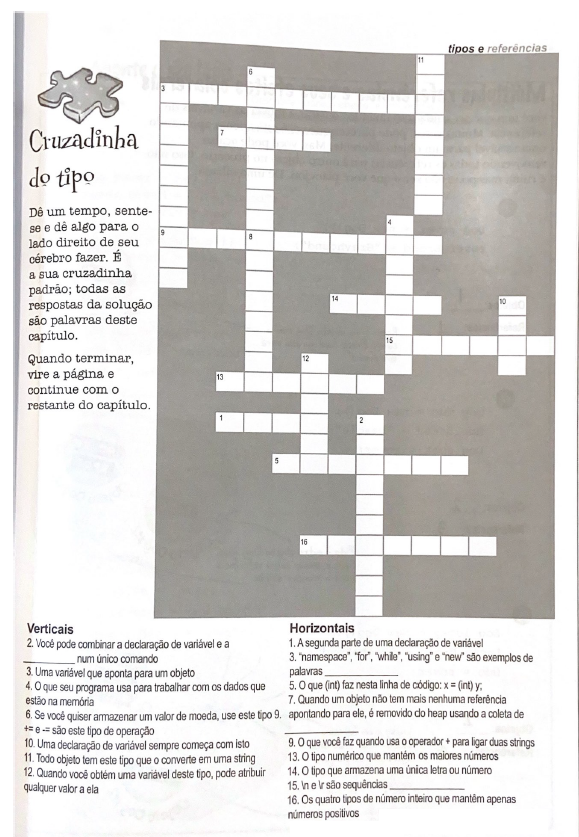 tipos e referências
Cruzadinha
do tipo
Dê um tempo, sente-
se e dê algo para o
lado direito de seu
cérebro fazer. É
a sua cruzadinha
padrão; todas as
respostas da solução
são palavras deste
capítulo.
Quando terminar,
vire a página e
continue com o
restante do capítulo.
11
6
3
7
4
9
8
14
10
15
12
13
1
2
5
16
Verticais
2. Você pode combinar a declaração de variável e a
__________ num único comando
3. Uma variável que aponta para um objeto
4. O que seu programa usa para trabalhar com os dados que
estão na memória
6. Se você quiser armazenar um valor de moeda, use este tipo 9.
+= e -= são este tipo de operação
10. Uma declaração de variável sempre começa com isto
11. Todo objeto tem este tipo que o converte em uma string
12. Quando você obtém uma variável deste tipo, pode atribuir
qualquer valor a ela
Horizontais
1. A segunda parte de uma declaração de variável
3. “namespace”, “for”, “while”, “using” e “new” são exemplos de
palavras ______________
5. O que (int) faz nesta linha de código: x = (int) y;
7. Quando um objeto não tem mais nenhuma referência
apontando para ele, é removido do heap usando a coleta de
______________
9. O que você faz quando usa o operador + para ligar duas strings
13. O tipo numérico que mantém os maiores números
14. O tipo que armazena uma única letra ou número
15. \n e \r são sequências ______________
16. Os quatro tipos de número inteiro que mantêm apenas
números positivos